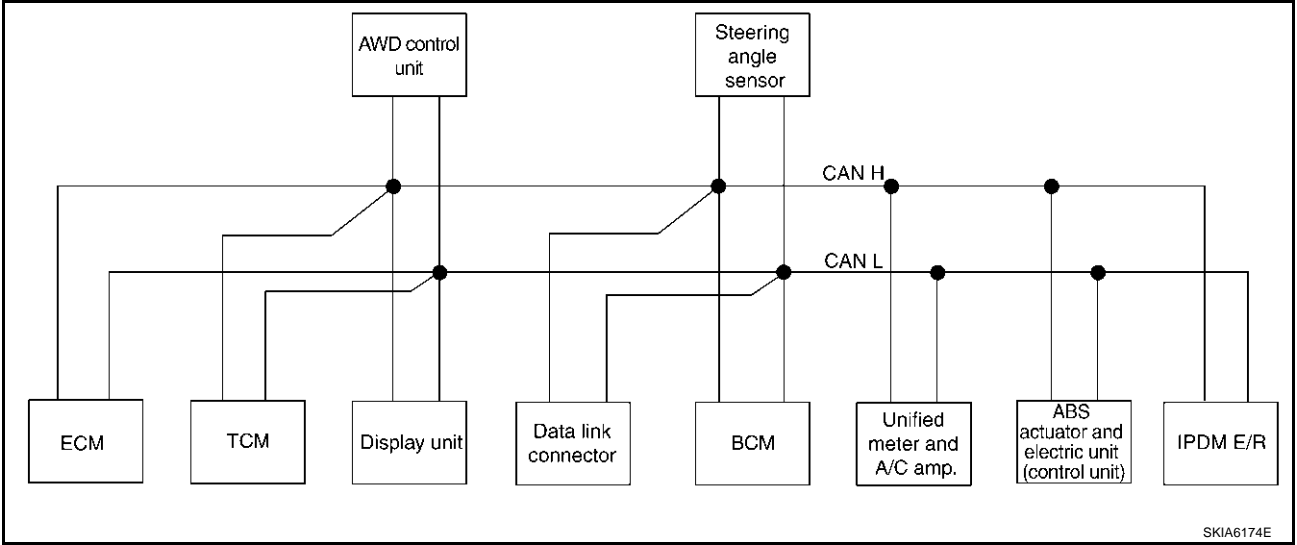 AWD control
unit
Steering
angle
sensor
CAN H
CAN L
ECM
TCM
Display unit
Data link
connector
BCM
Unified
meter and
A/C amp.
ABS
actuator and
electric unit
(control unit)
IPDM E/R
SKIA6174E